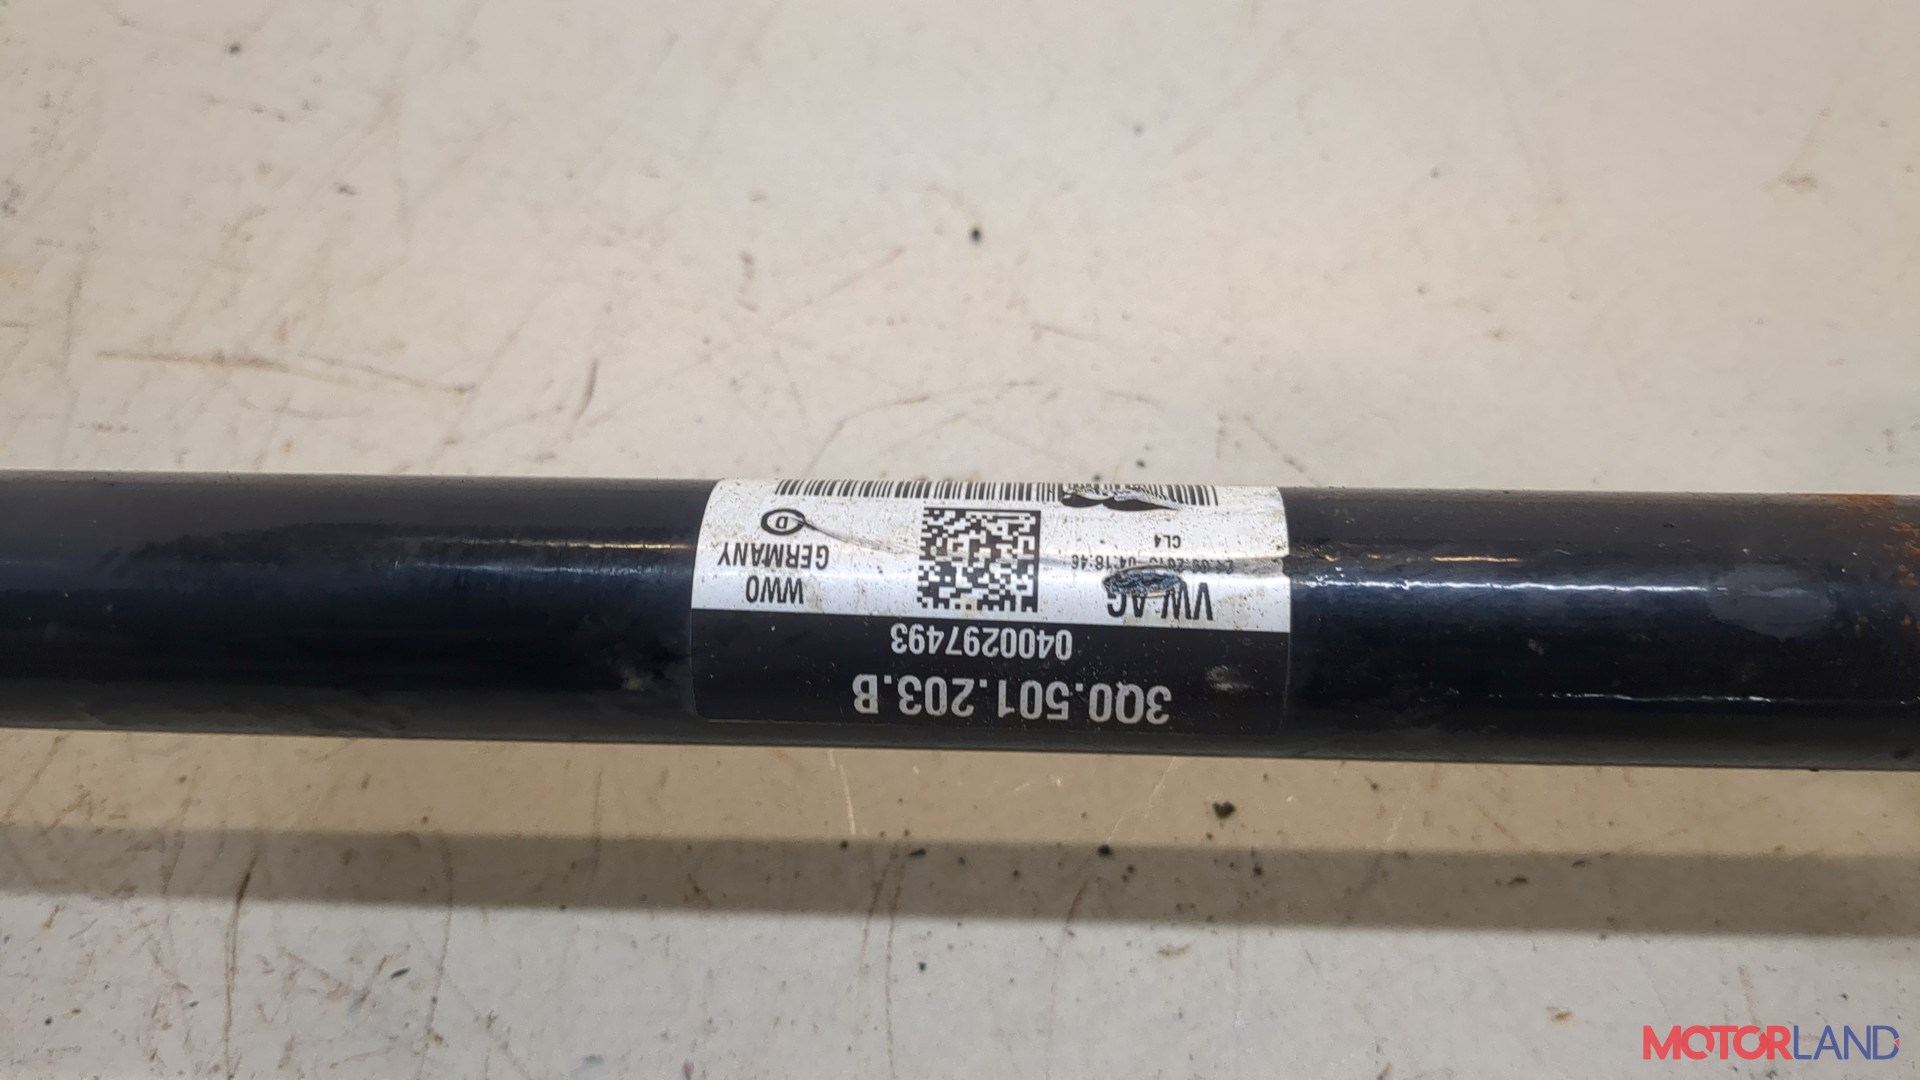 3Q0.501.203.B
0400297493
VW AG
WWO
GERMANY
D
CL4
MOTORLAND